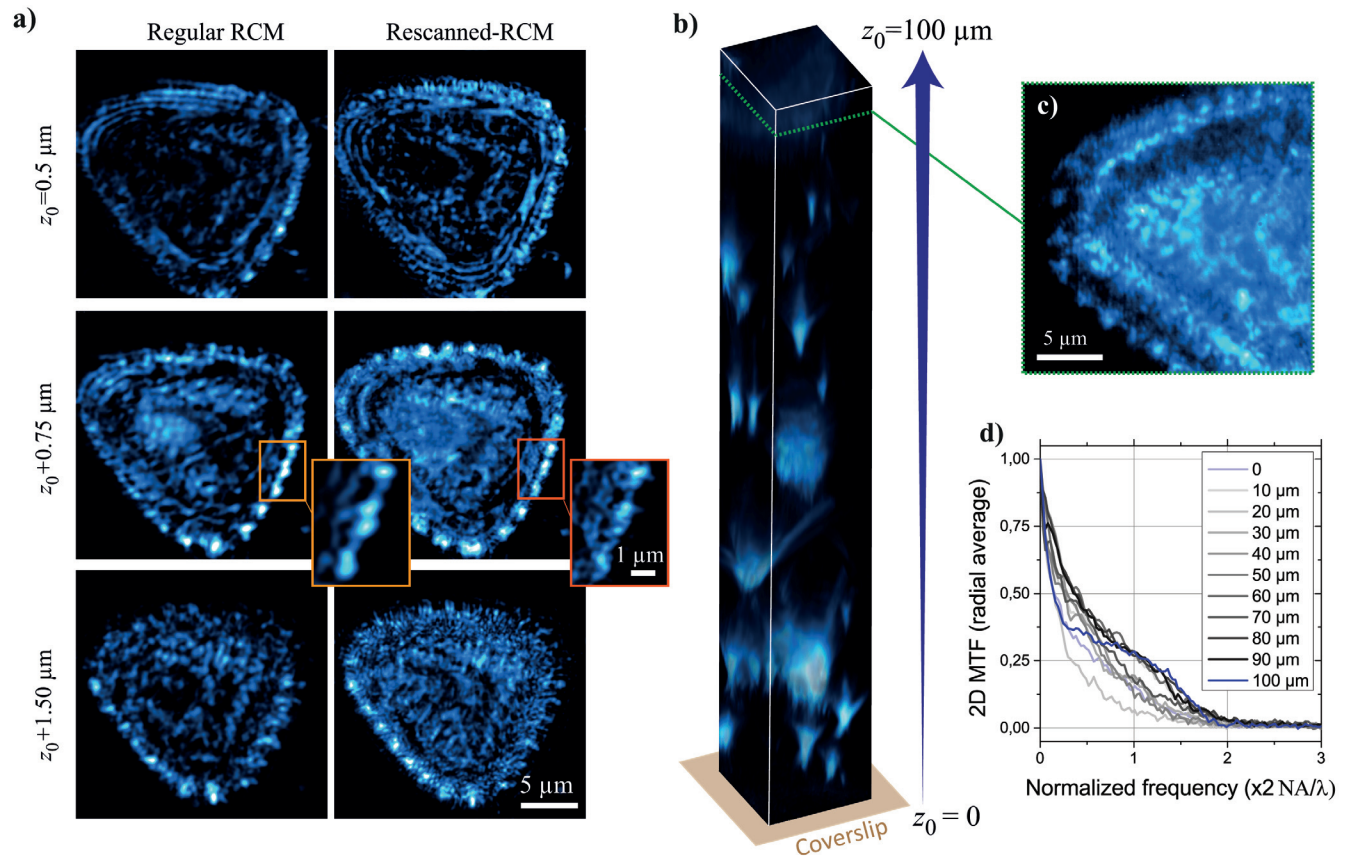 a)
Regular RCM
Rescanned-RCM
z0=0.5 µm
z0+0.75 µm
1 µm
z0+1.50 µm
5 µm
b)
z0=100 µm
z0 = 0
Coverslip
c)
5 µm
d)
2D MTF (radial average)
1,00
0,75
0,50
0,25
0,00
0
10 µm
20 µm
30 µm
40 µm
50 µm
60 µm
70 µm
80 µm
90 µm
100 µm
0 1 2 3
Normalized frequency (x2 NA/λ)